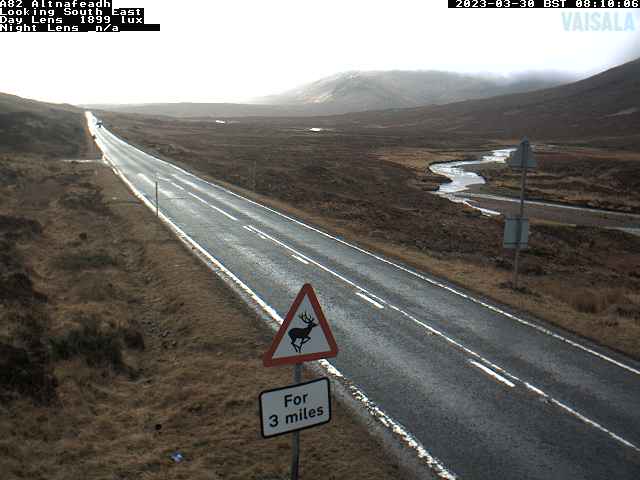 A82 Altnafeadh
Looking South East
Day Lens  1899 lux
Night Lens  n/a
2023-03-30 BST 08:10:06
VAISALA
For
3 miles